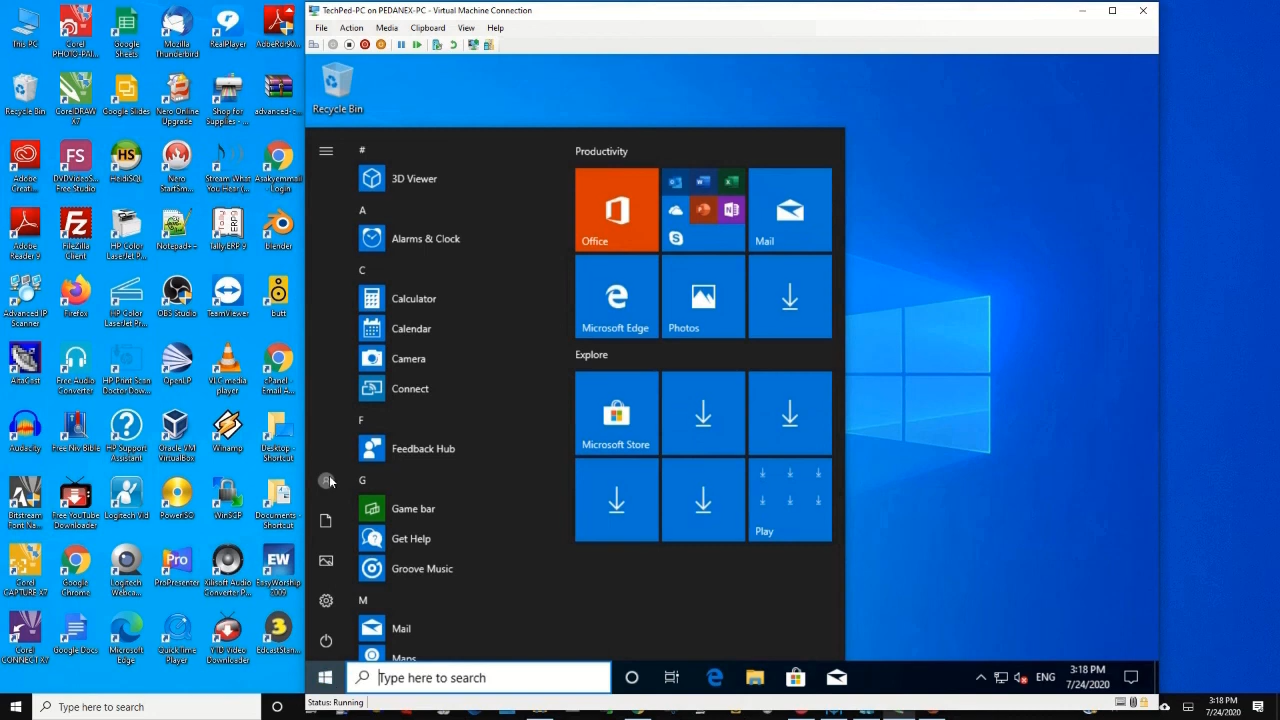 TechPed-PC on PEDANEX-PC - Virtual Machine Connection
File Action Media Clipboard View Help
This PC
Corel PHOTO-PAI...
Google Sheets
Mozilla Thunderbird
RealPlayer
AdbeRdr90...
Recycle Bin
CorelDRAW X7
Google Slides
Nero Online Upgrade
Shop for Supplies - ...
advanced-c...
Adobe Creati...
DVDVideoS... Free Studio
HeidiSQL
Nero StartSm...
Stream What You Hear (...
Asakyemmail Login
Adobe Reader 9
FileZilla Client
HP Color LaserJet P...
Notepad++
Tally.ERP 9
blender
Advanced IP Scanner
Firefox
HP Color LaserJet Pr...
OBS Studio
TeamViewer
butt
AltaCast
Free Audio Converter
HP Print Scan Doctor Dow...
OpenLP
VLC media player
cPanel Email A...
Audacity
Free Niv Bible
HP Support Assistant
Oracle VM VirtualBox
Winamp
Desktop - Shortcut
Bitstream Font Na...
Free YouTube Downloader
Logitech Vid
PowerISO
WinSCP
Documents - Shortcut
Corel CAPTURE X7
Google Chrome
Logitech Webca...
ProPresenter
Xilisoft Audio Converter P...
EasyWorship 2009
Corel CONNECT X7
Google Docs
Microsoft Edge
QuickTime Player
YTD Video Downloader
EdcastStan...
Recycle Bin
#
3D Viewer
A
Alarms & Clock
C
Calculator
Calendar
Camera
Connect
F
Feedback Hub
G
Game bar
Get Help
Groove Music
M
Mail
Maps
Productivity
Office
Mail
Microsoft Edge
Photos
Explore
Microsoft Store
Play
Type here to search
ENG
3:18 PM
7/24/2020
Status: Running
Type here to search
3:18 PM
7/24/2020